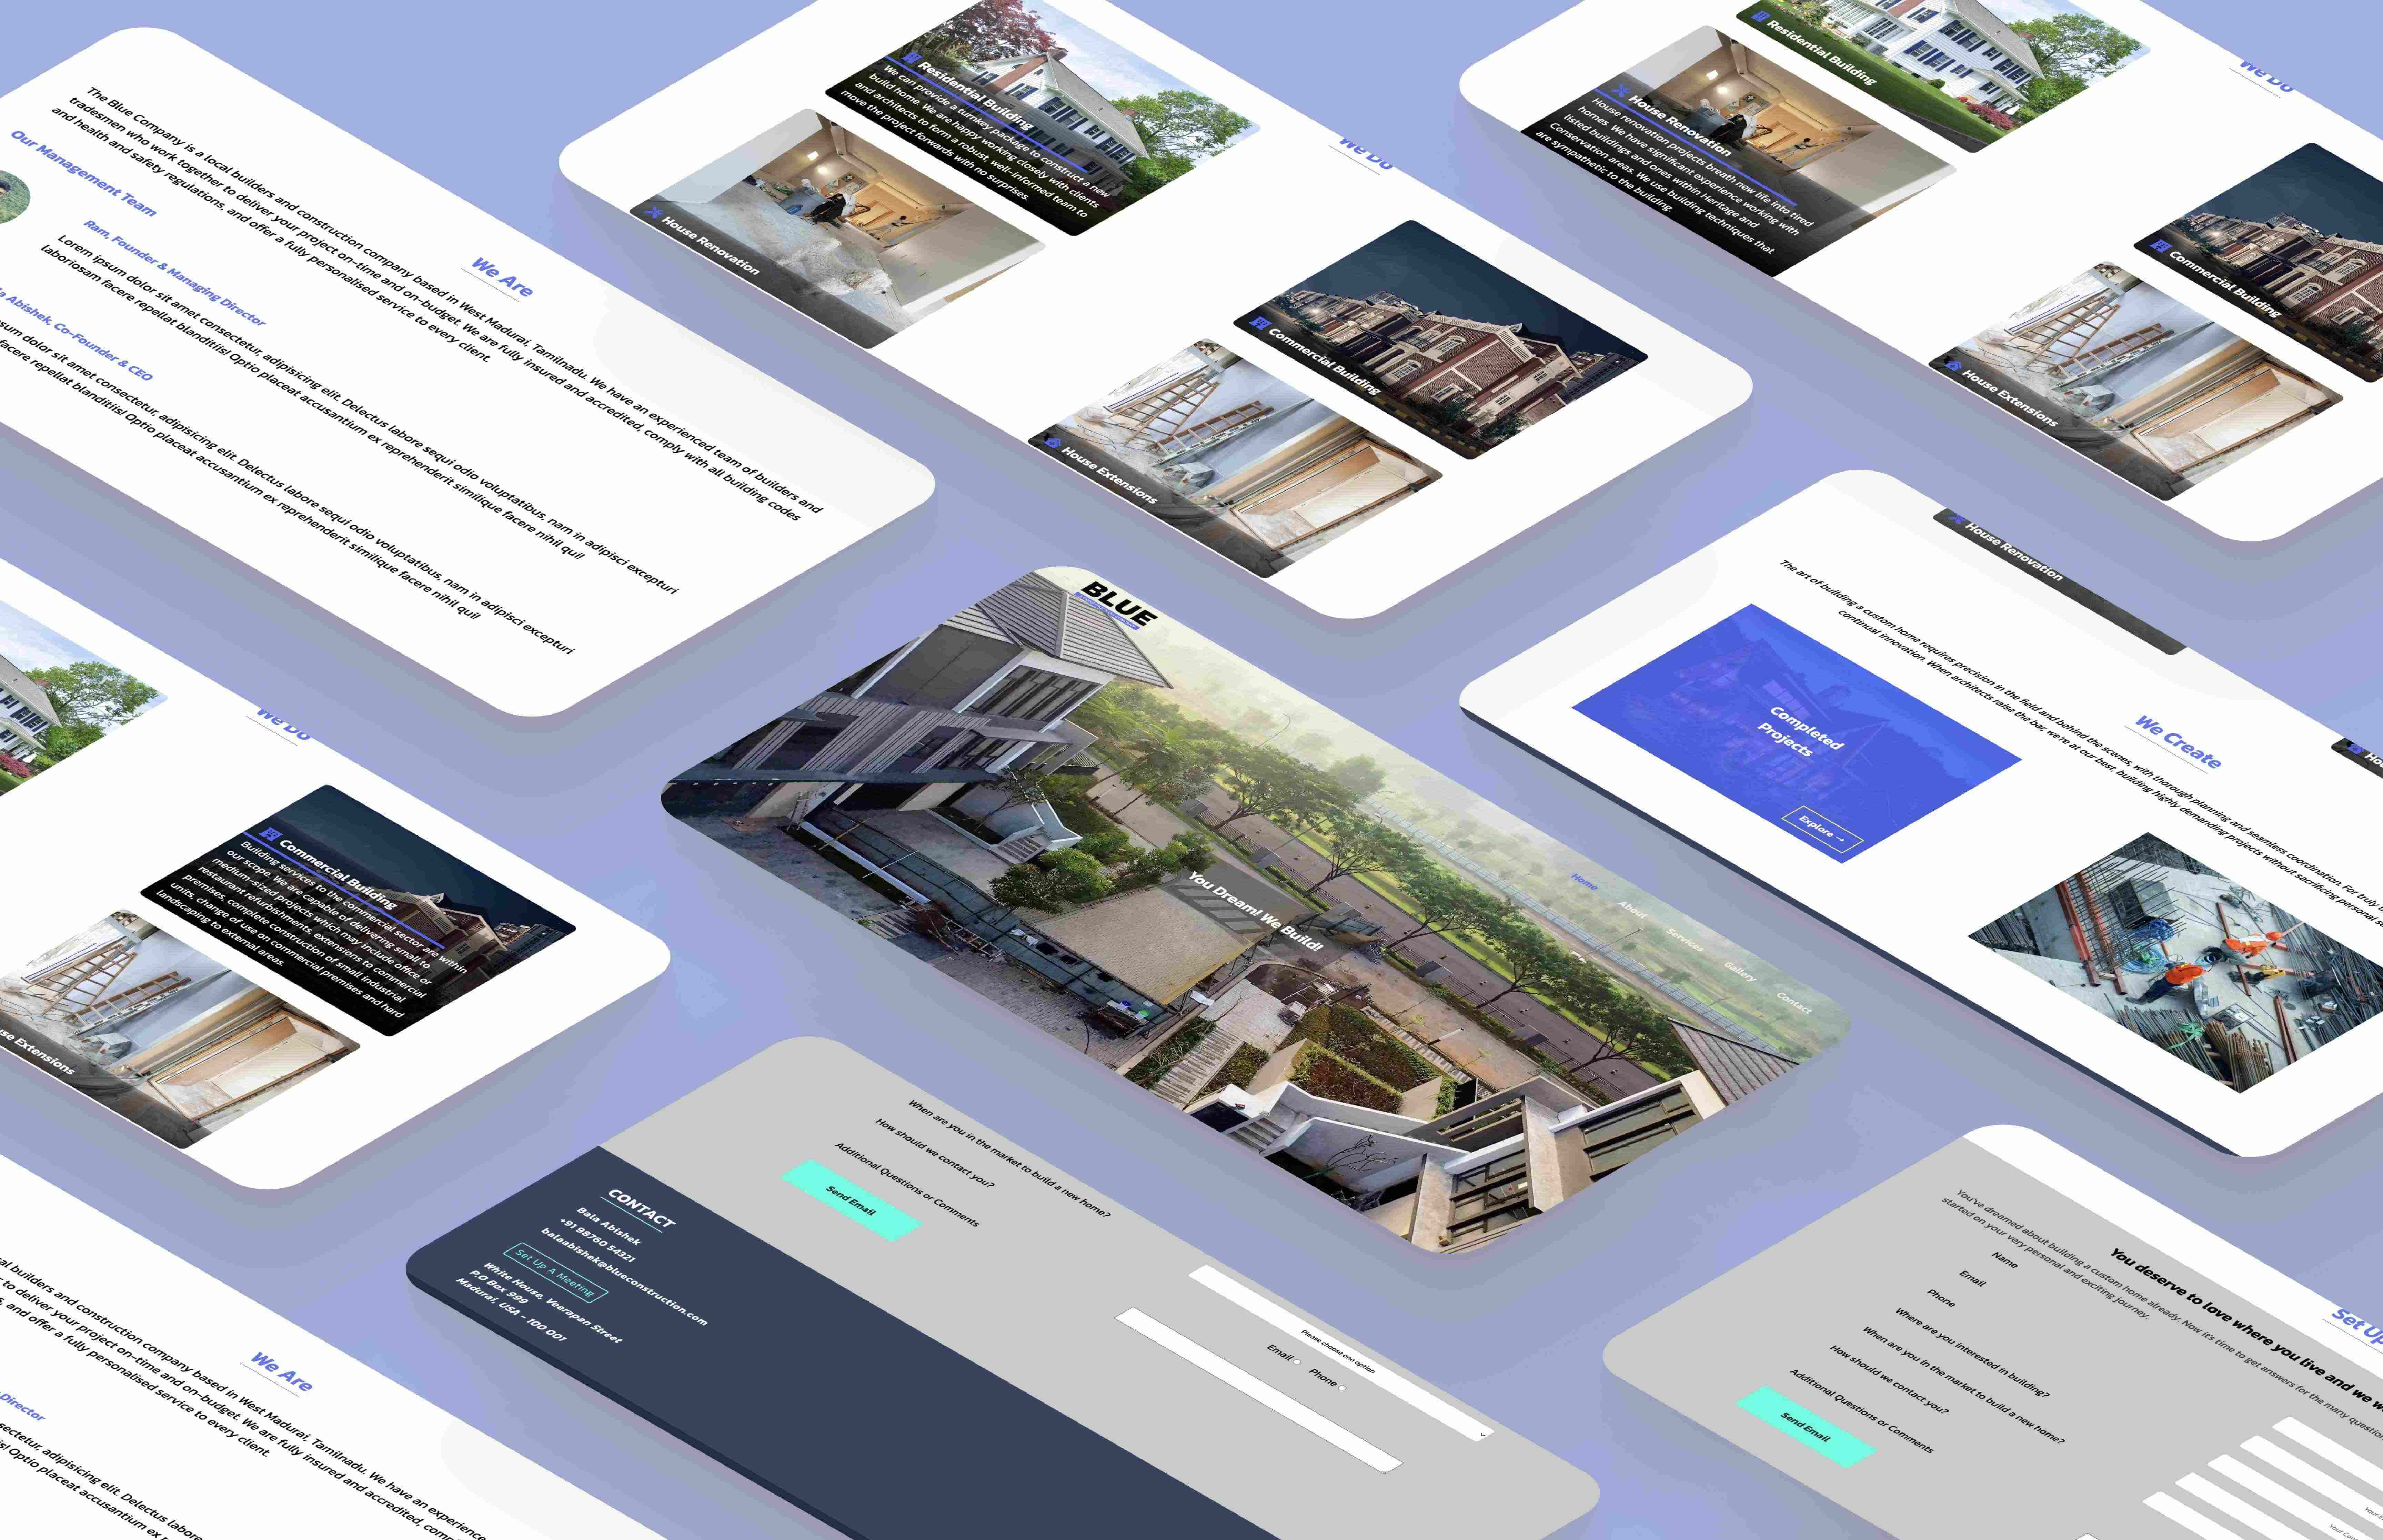 The Blue Company is a local builders and construction company based in West Madurai, Tamilnadu. We have an experienced team of builders and
tradesmen who work together to deliver your project on-time and on-budget. We are fully insured and accredited, comply with all building codes
and health and safety regulations, and offer a fully personalised service to every client.
We Are
Our Management Team
Ram, Founder & Managing Director
Lorem ipsum dolor sit amet consectetur, adipisicing elit. Delectus labore sequi odio voluptatibus, nam in adipisci excepturi
laboriosam facere repellat blanditiis! Optio placeat accusantium ex reprehenderit similique facere nihil qui!
Abishek, Co-Founder & CEO
dolor sit amet consectetur, adipisicing elit. Delectus labore sequi odio voluptatibus, nam in adipisci excepturi
facere repellat blanditiis! Optio placeat accusantium ex reprehenderit similique facere nihil qui!
We Do
Residential Building
We can provide a turnkey package to construct a new
build home. We are happy working closely with clients
and architects to form a robust, well-informed team to
move the project forwards with no surprises.
House Renovation
Commercial Building
House Extensions
We Do
Residential Building
House Renovation
House renovation projects breath new life into tired
homes. We have significant experience working with
listed buildings and ones within Heritage and
Conservation areas. We use building techniques that
are sympathetic to the building.
Commercial Building
House Extensions
We Do
Commercial Building
Building services to the commercial sector are within
our scope. We are capable of delivering small to
medium-sized projects which may include office or
restaurant refurbishments, extensions to commercial
premises, complete construction of small industrial
units, change of use on commercial premises and hard
landscaping to external areas.
Extensions
BLUE
Home
About
Services
Gallery
Contact
You Dream! We Build!
House Renovation
We Create
The art of building a custom home requires precision in the field and behind the scenes, with thorough planning and seamless coordination. For truly
continual innovation. When architects raise the bar, we're at our best, building highly demanding projects without sacrificing personal
Completed
Projects
Explore →
When are you in the market to build a new home?
How should we contact you?
Additional Questions or Comments
Send Email
Please choose one option
Email
Phone
CONTACT
Bala Abishek
+91 98760 54321
balaabishek@blueconstruction.com
Set Up A Meeting
White House, Veerapan Street
P.O Box 999
Madurai, USA - 100 001
Set Up
You deserve to love where you live and we
You've dreamed about building a custom home already. Now it's time to get answers for the many
started on your very personal and exciting journey.
Name
Email
Phone
Where are you interested in building?
When are you in the market to build a new home?
How should we contact you?
Additional Questions or Comments
Send Email
We Are
builders and construction company based in West Madurai, Tamilnadu. We have an
to deliver your project on-time and on-budget. We are fully insured and accredited,
and offer a fully personalised service to every client.
Director
adipisicing elit. Delectus labore
Optio placeat accusantium ex